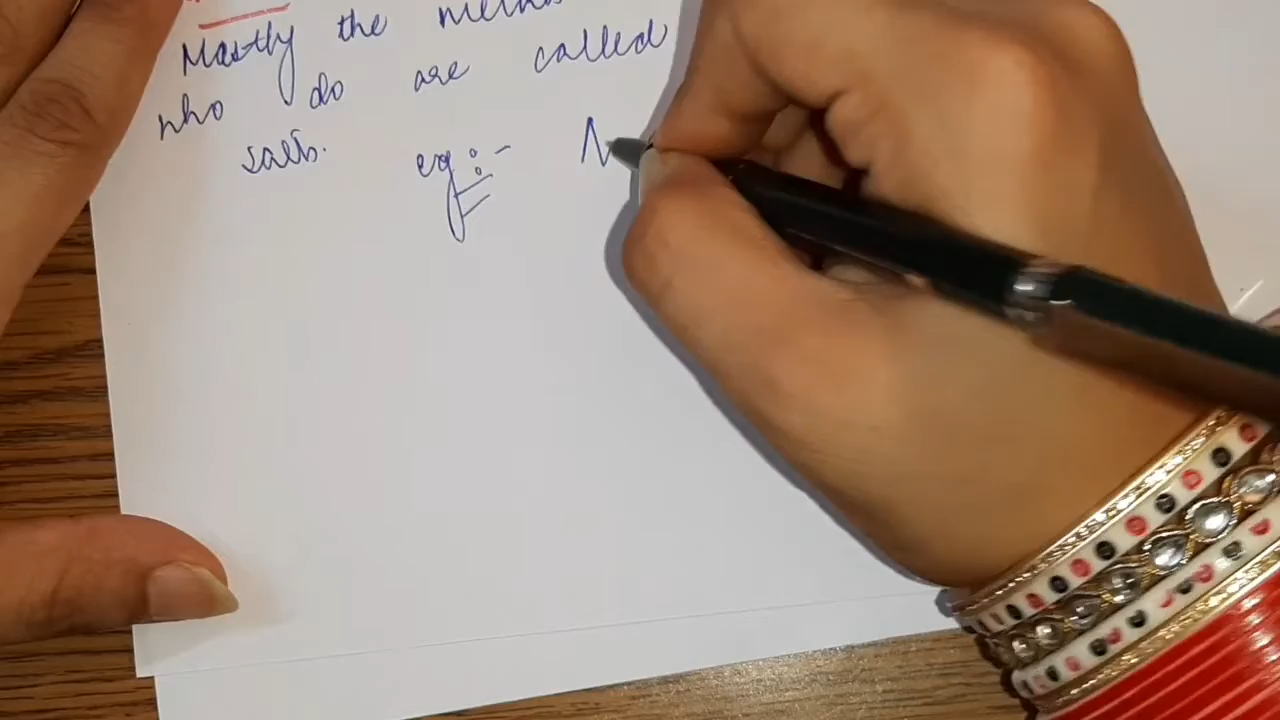 Mostly the
who do are called
salts. eg:- N